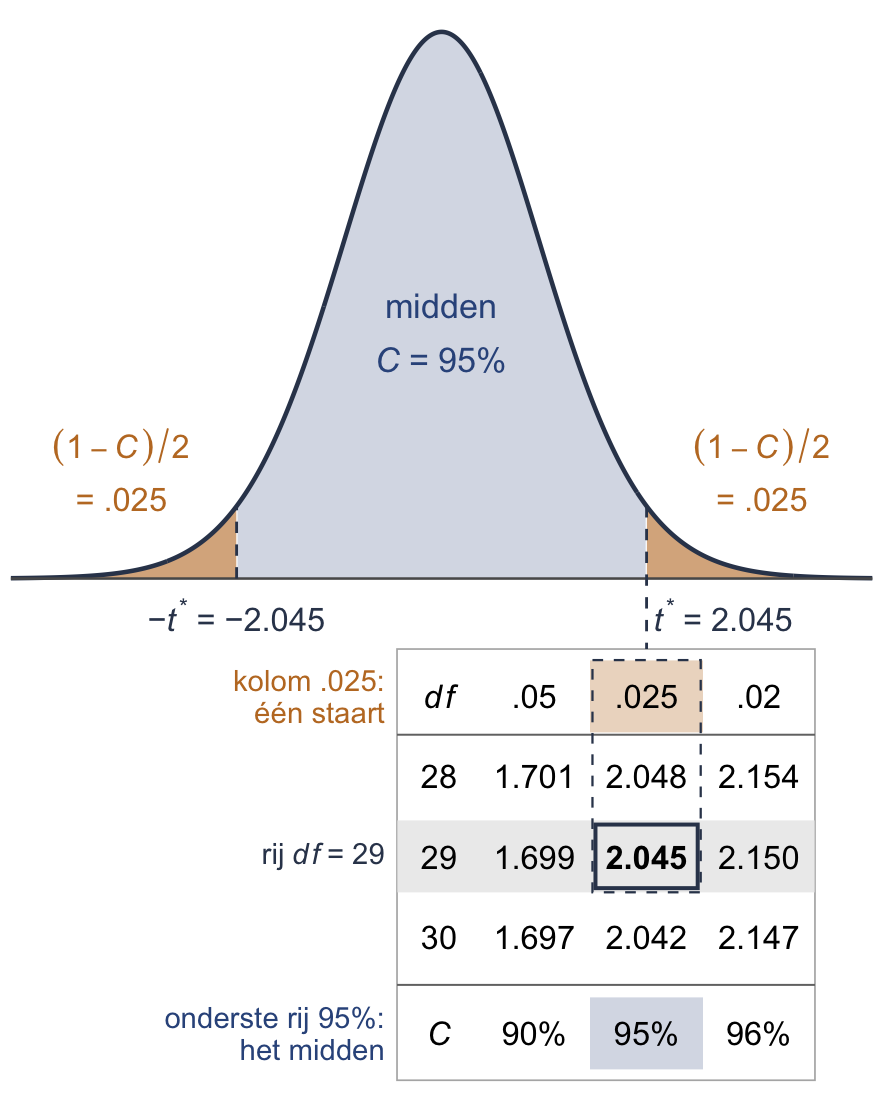 midden
C = 95%
(1 – C)/2
= .025
(1 – C)/2
= .025
−t* = −2.045
t* = 2.045
kolom .025:
één staart
df .05 .025 .02
28 1.701 2.048 2.154
rij df = 29
29 1.699 2.045 2.150
30 1.697 2.042 2.147
onderste rij 95%:
het midden
C 90% 95% 96%